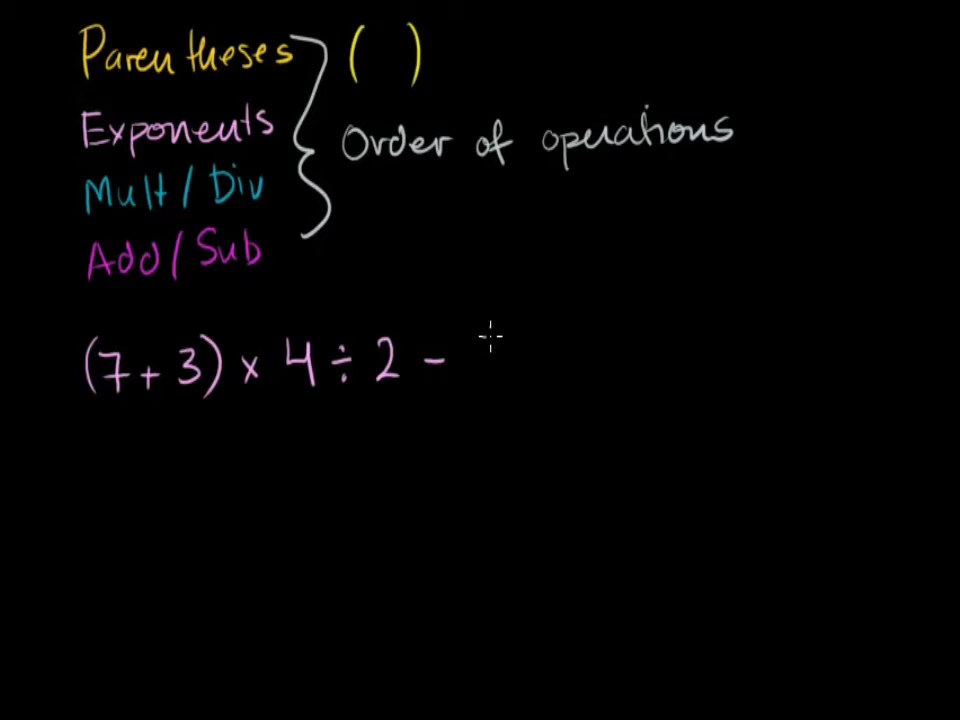 Parentheses ( )
Exponents
Order of operations
Mult/Div
Add/Sub
(7+3) × 4 ÷ 2 −